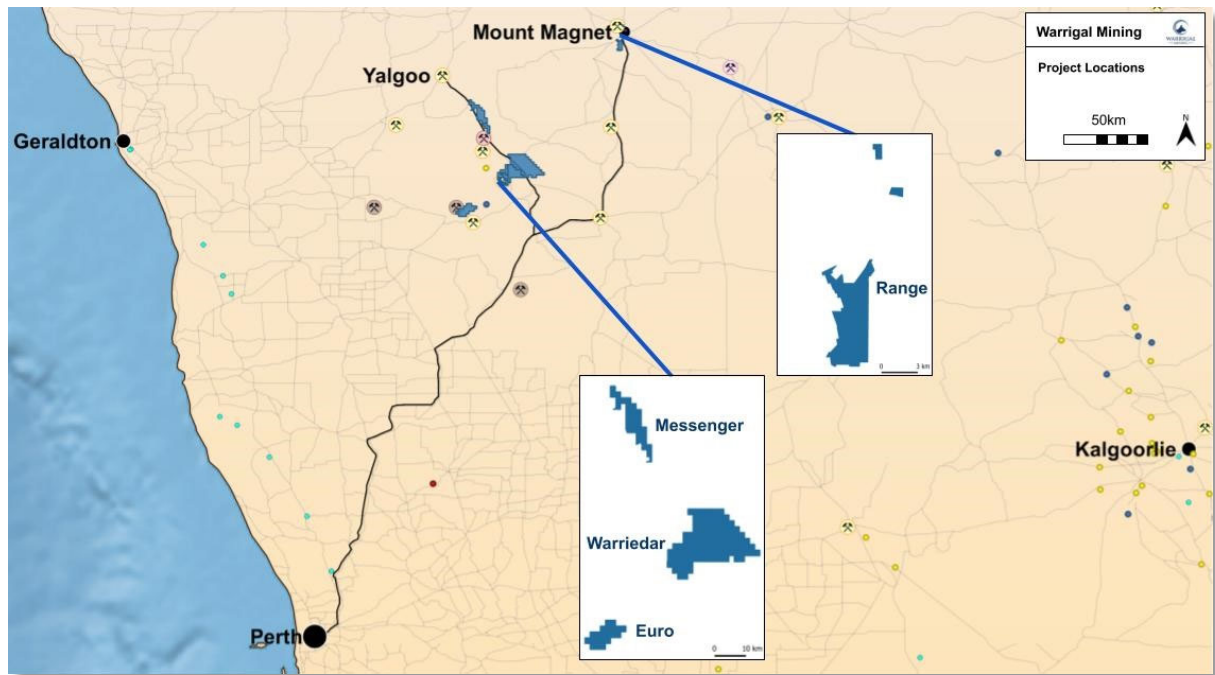 Mount Magnet
Yalgoo
Geraldton
Warrigal Mining
WARRIGAL
Project Locations
50km
N
Range
0 3 km
Messenger
Warriedar
Euro
0 10 km
Kalgoorlie
Perth